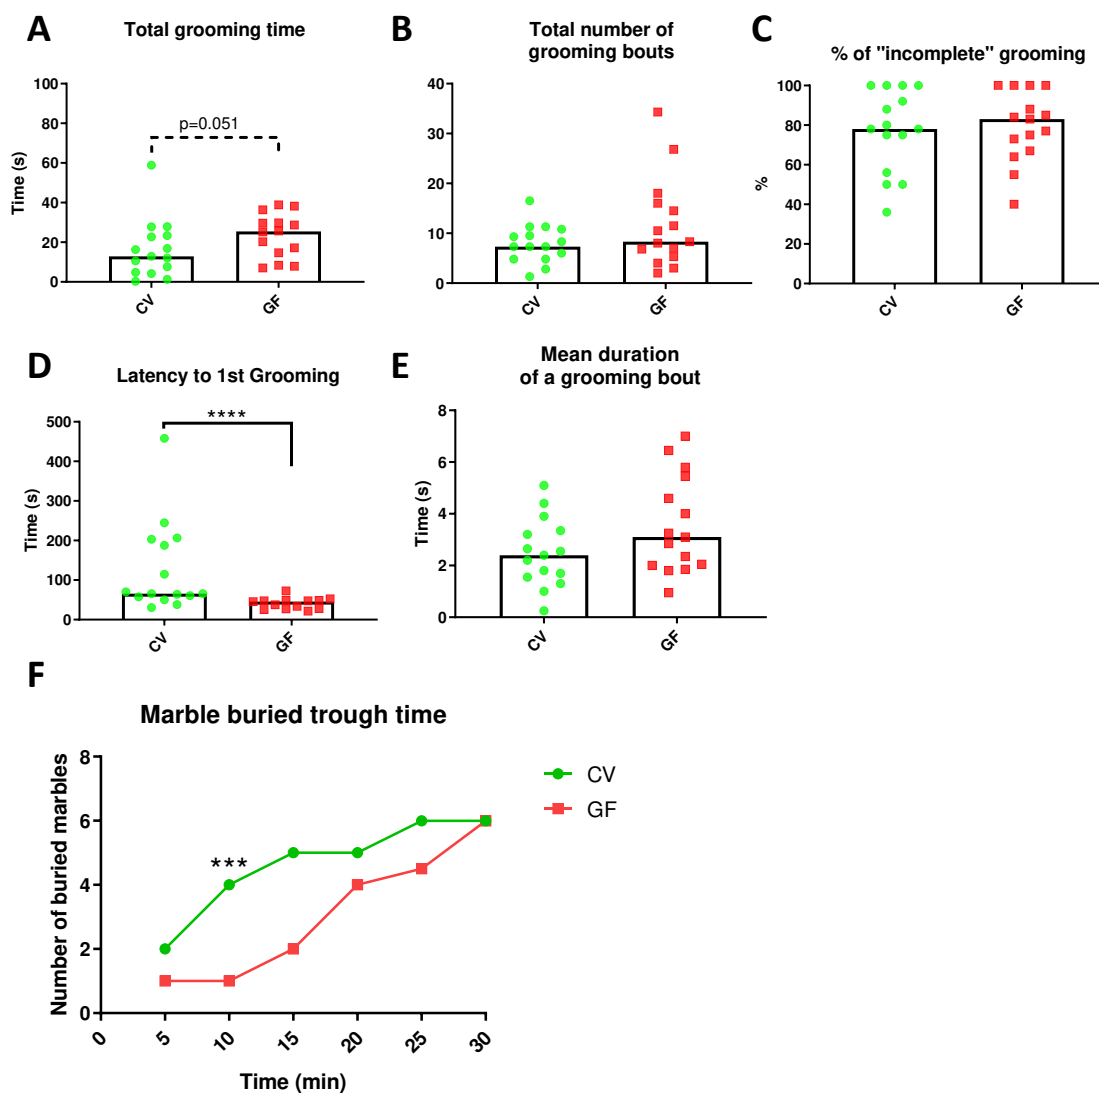 A
Total grooming time
Time (s)
100
80
60
40
20
0
p=0.051
CV
GF
B
Total number of
grooming bouts
40
30
20
10
0
CV
GF
C
% of "incomplete" grooming
%
100
80
60
40
20
0
CV
GF
D
Latency to 1st Grooming
Time (s)
500
400
300
200
100
0
****
CV
GF
E
Mean duration
of a grooming bout
Time (s)
8
6
4
2
0
CV
GF
F
Marble buried trough time
Number of buried marbles
8
6
4
2
0
***
0
5
10
15
20
25
30
Time (min)
CV
GF